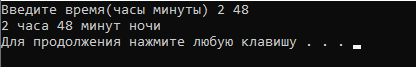 Введите время(часы минуты) 2 48
2 часа 48 минут ночи
Для продолжения нажмите любую клавишу . . .